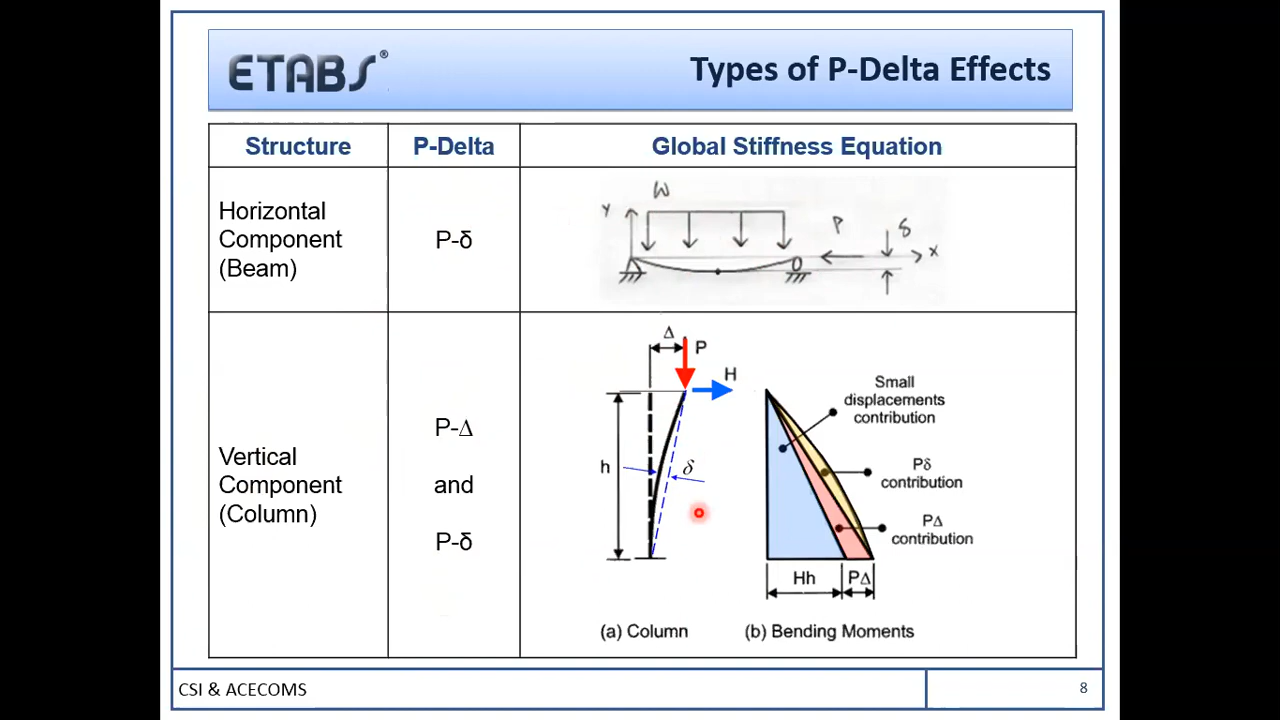 ETABS®
Types of P-Delta Effects
Structure
P-Delta
Global Stiffness Equation
Horizontal
Component
(Beam)
P-δ
W
Y
P
δ
X
Vertical
Component
(Column)
P-Δ
and
P-δ
Δ
P
H
h
δ
(a) Column
Small
displacements
contribution
Pδ
contribution
PΔ
contribution
Hh
PΔ
(b) Bending Moments
CSI & ACECOMS
8